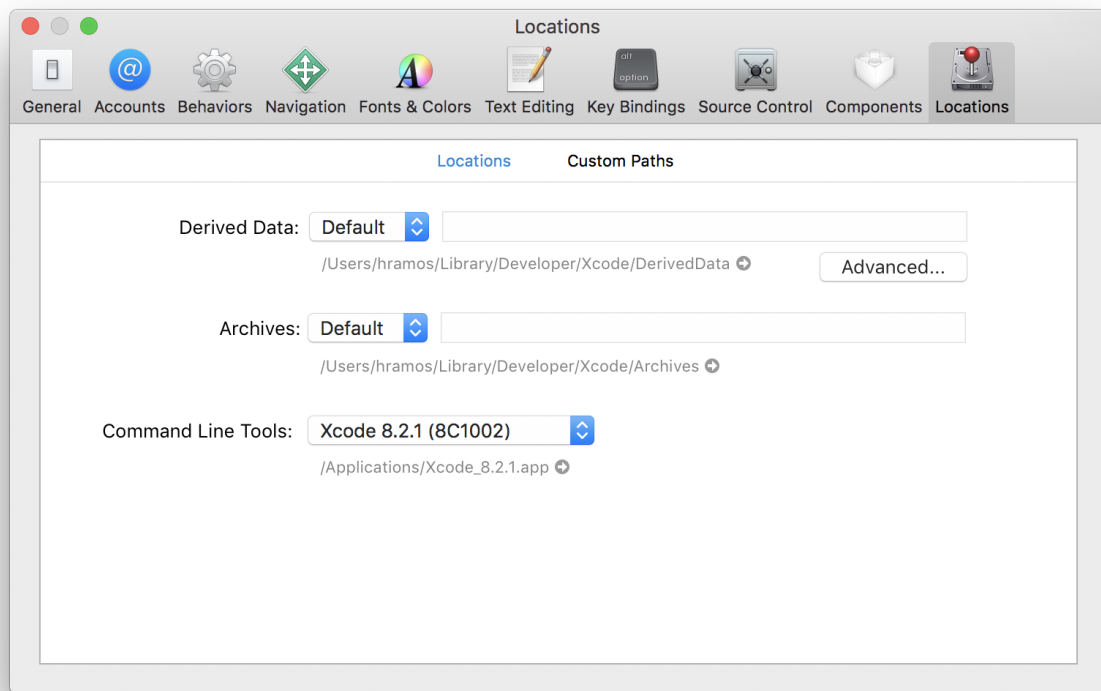 Locations
@
A
alt
option
General Accounts Behaviors Navigation Fonts & Colors Text Editing Key Bindings Source Control Components Locations
Locations Custom Paths
Derived Data: Default
/Users/hramos/Library/Developer/Xcode/DerivedData
Advanced...
Archives: Default
/Users/hramos/Library/Developer/Xcode/Archives
Command Line Tools: Xcode 8.2.1 (8C1002)
/Applications/Xcode_8.2.1.app